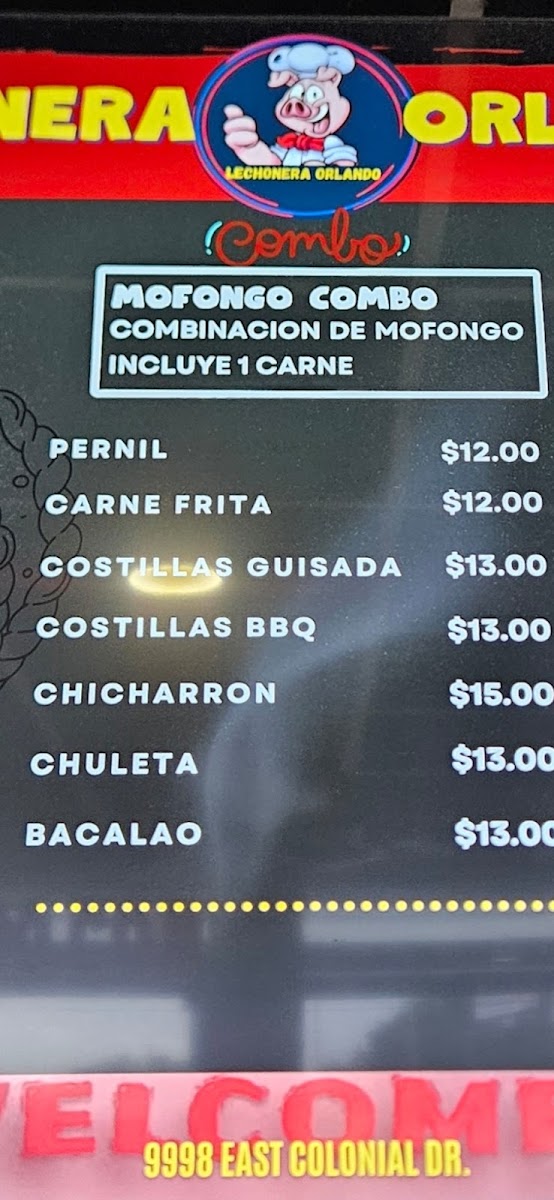 NERA ORL
LECHONERA ORLANDO
Combo
MOFONGO COMBO
COMBINACION DE MOFONGO
INCLUYE 1 CARNE
PERNIL $12.00
CARNE FRITA $12.00
COSTILLAS GUISADA $13.00
COSTILLAS BBQ $13.00
CHICHARRON $15.00
CHULETA $13.00
BACALAO $13.00
WELCOME
9998 EAST COLONIAL DR.